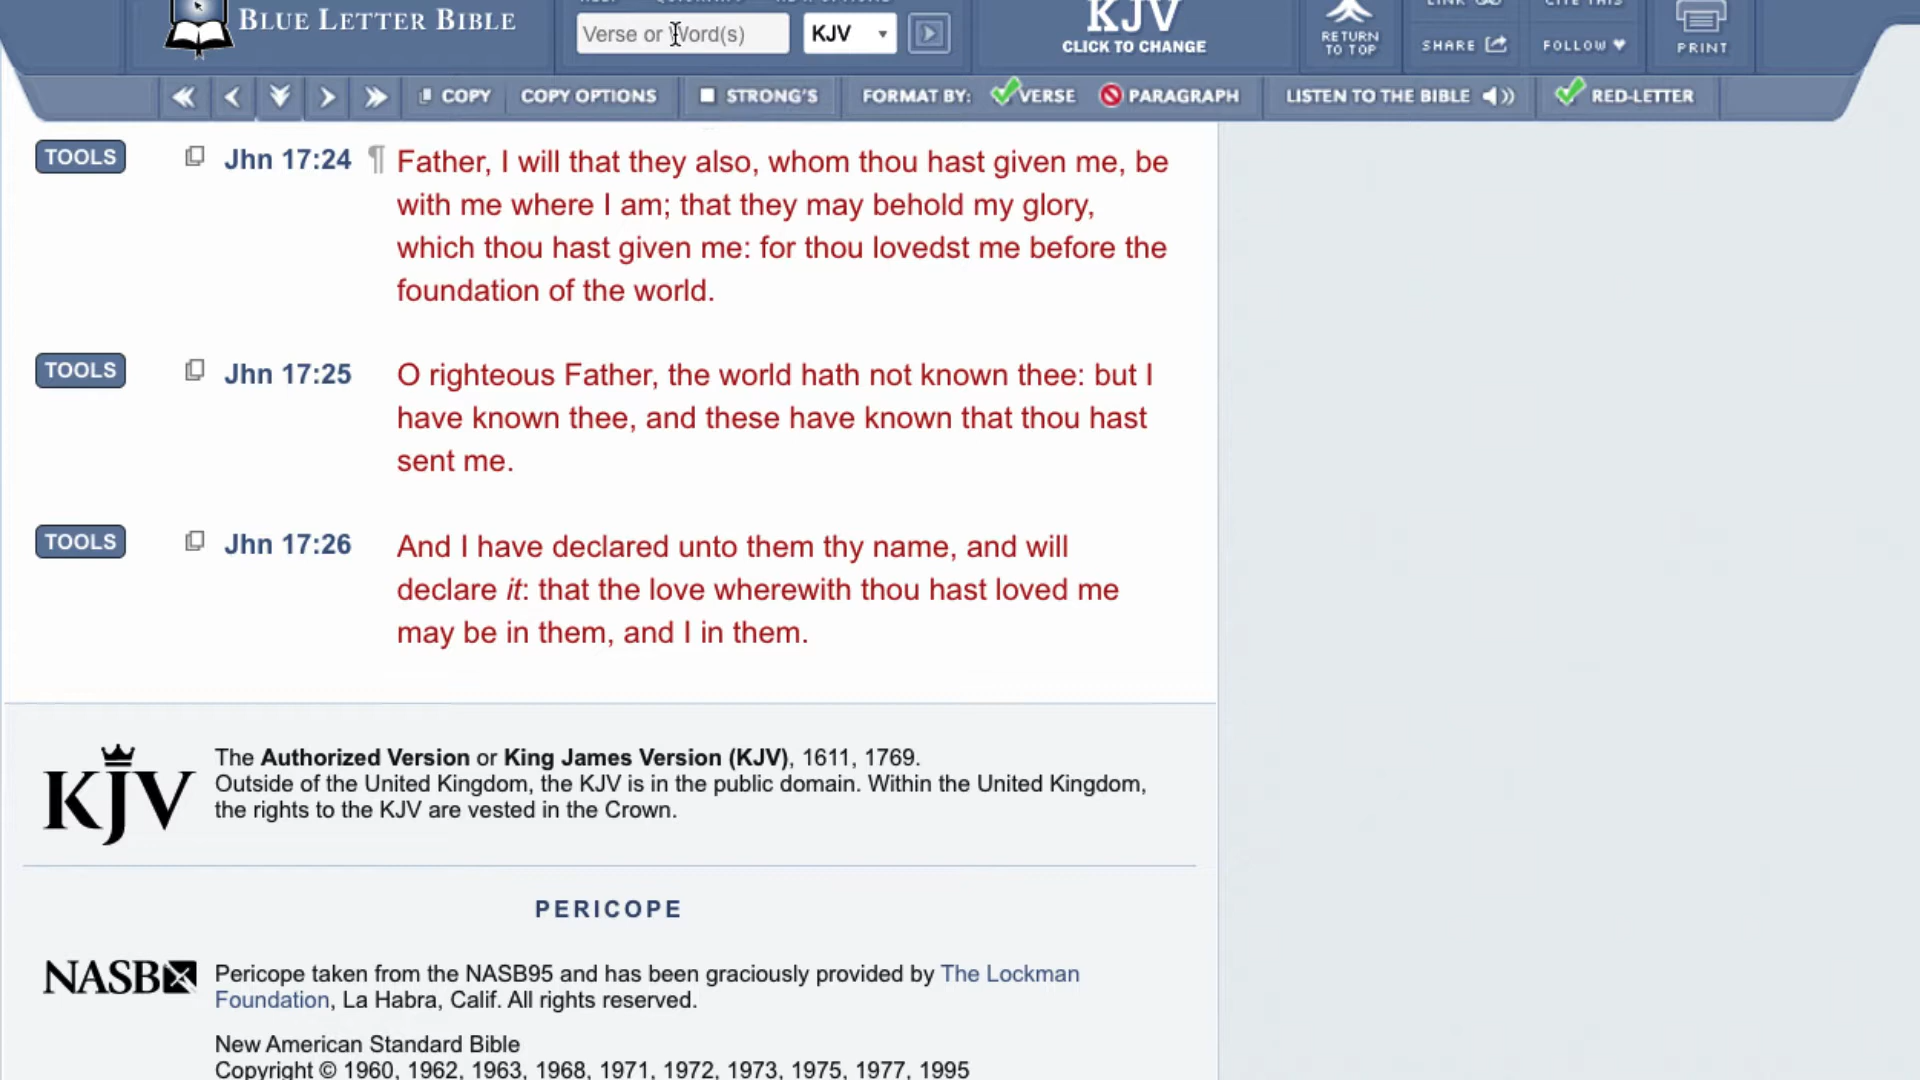 BLUE LETTER BIBLE
Verse or Word(s)
KJV
KJV
CLICK TO CHANGE
RETURN
TO TOP
SHARE
FOLLOW
PRINT
COPY
COPY OPTIONS
STRONG'S
FORMAT BY:
VERSE
PARAGRAPH
LISTEN TO THE BIBLE
RED-LETTER
TOOLS
Jhn 17:24
¶ Father, I will that they also, whom thou hast given me, be
with me where I am; that they may behold my glory,
which thou hast given me: for thou lovedst me before the
foundation of the world.
TOOLS
Jhn 17:25
O righteous Father, the world hath not known thee: but I
have known thee, and these have known that thou hast
sent me.
TOOLS
Jhn 17:26
And I have declared unto them thy name, and will
declare it: that the love wherewith thou hast loved me
may be in them, and I in them.
KJV
The Authorized Version or King James Version (KJV), 1611, 1769.
Outside of the United Kingdom, the KJV is in the public domain. Within the United Kingdom,
the rights to the KJV are vested in the Crown.
PERICOPE
NASB
Pericope taken from the NASB95 and has been graciously provided by The Lockman
Foundation, La Habra, Calif. All rights reserved.
New American Standard Bible
Copyright © 1960, 1962, 1963, 1968, 1971, 1972, 1973, 1975, 1977, 1995